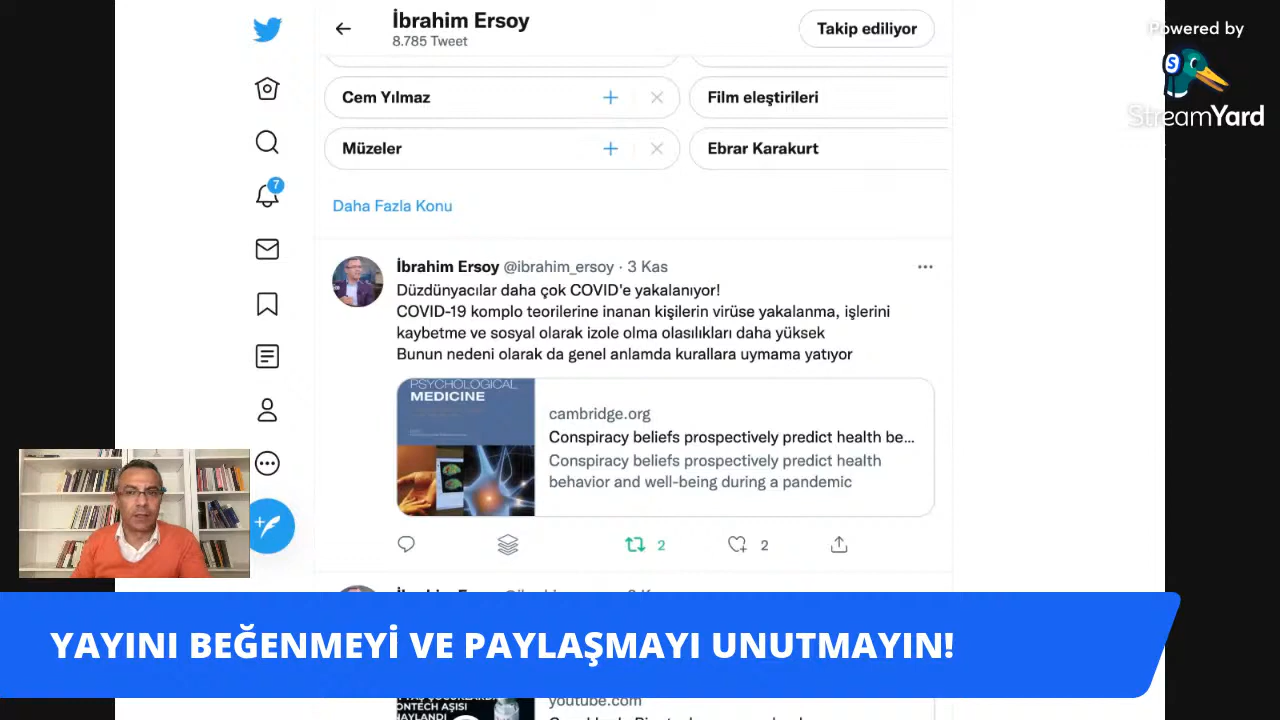 İbrahim Ersoy
8.785 Tweet
Takip ediliyor
Powered by
StreamYard
Cem Yılmaz
Film eleştirileri
Müzeler
Ebrar Karakurt
7
Daha Fazla Konu
İbrahim Ersoy @ibrahim_ersoy · 3 Kas
Düzdünyacılar daha çok COVID'e yakalanıyor!
COVID-19 komplo teorilerine inanan kişilerin virüse yakalanma, işlerini
kaybetme ve sosyal olarak izole olma olasılıkları daha yüksek
Bunun nedeni olarak da genel anlamda kurallara uymama yatıyor
PSYCHOLOGICAL
MEDICINE
cambridge.org
Conspiracy beliefs prospectively predict health be...
Conspiracy beliefs prospectively predict health
behavior and well-being during a pandemic
2
2
YAYINI BEĞENMEYİ VE PAYLAŞMAYI UNUTMAYIN!
youtube.com